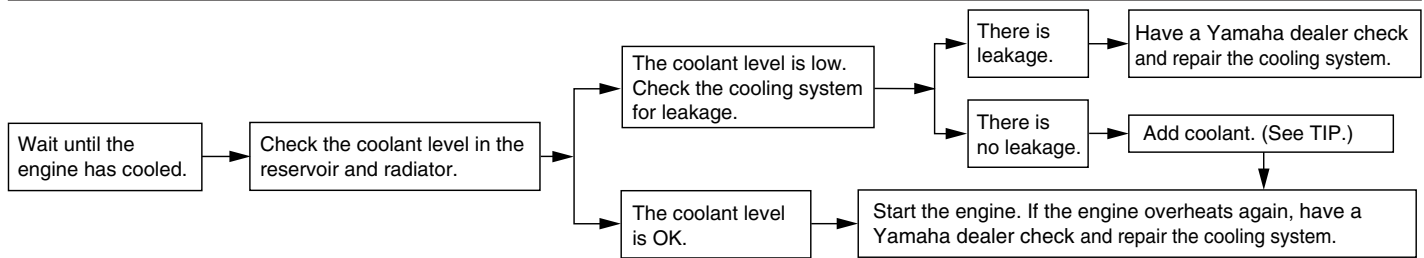 Wait until the
engine has cooled.
Check the coolant level in the
reservoir and radiator.
The coolant level is low.
Check the cooling system
for leakage.
There is
leakage.
Have a Yamaha dealer check
and repair the cooling system.
There is
no leakage.
Add coolant. (See TIP.)
The coolant level
is OK.
Start the engine. If the engine overheats again, have a
Yamaha dealer check and repair the cooling system.